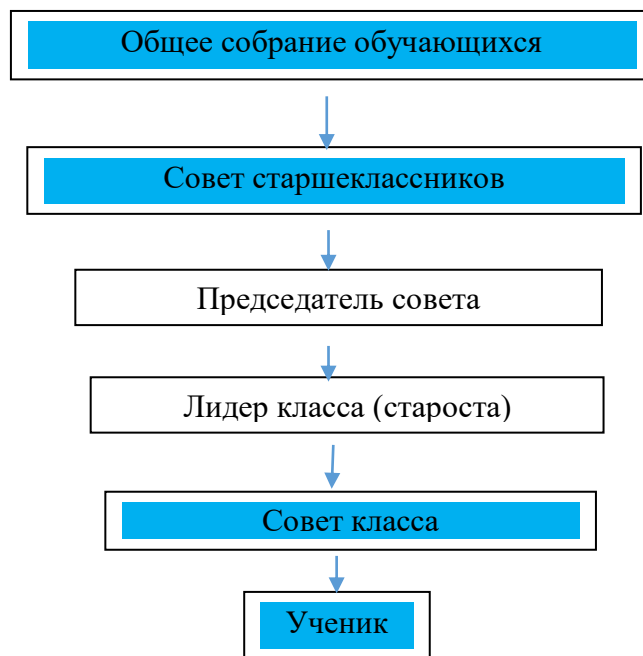 Общее собрание обучающихся
Совет старшеклассников
Председатель совета
Лидер класса (староста)
Совет класса
Ученик